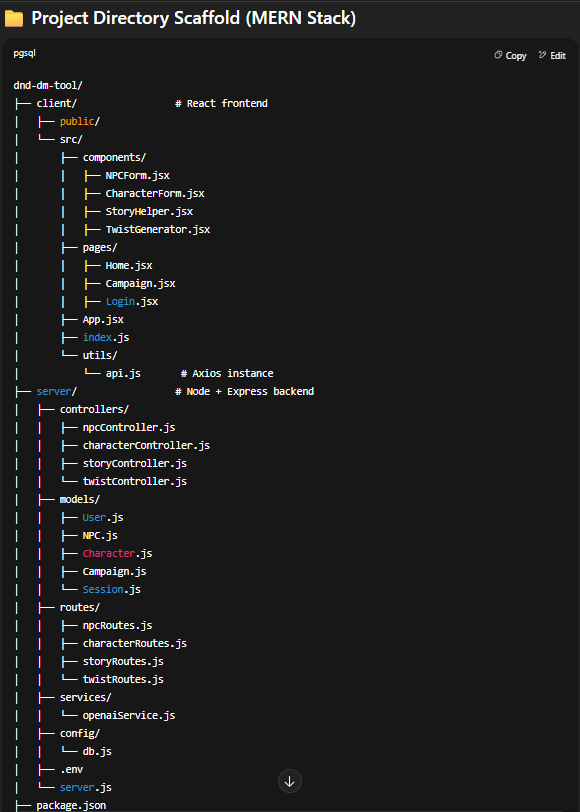 📁 Project Directory Scaffold (MERN Stack)
pgsql
Copy
Edit
dnd-dm-tool/
├── client/                # React frontend
│   ├── public/
│   └── src/
│       ├── components/
│       │   ├── NPCForm.jsx
│       │   ├── CharacterForm.jsx
│       │   ├── StoryHelper.jsx
│       │   ├── TwistGenerator.jsx
│       ├── pages/
│       │   ├── Home.jsx
│       │   ├── Campaign.jsx
│       │   ├── Login.jsx
│       ├── App.jsx
│       ├── index.js
│       └── utils/
│           └── api.js       # Axios instance
├── server/                # Node + Express backend
│   ├── controllers/
│   │   ├── npcController.js
│   │   ├── characterController.js
│   │   ├── storyController.js
│   │   └── twistController.js
│   ├── models/
│   │   ├── User.js
│   │   ├── NPC.js
│   │   ├── Character.js
│   │   ├── Campaign.js
│   │   └── Session.js
│   ├── routes/
│   │   ├── npcRoutes.js
│   │   ├── characterRoutes.js
│   │   ├── storyRoutes.js
│   │   └── twistRoutes.js
│   ├── services/
│   │   └── openaiService.js
│   ├── config/
│   │   └── db.js
│   ├── .env
│   └── server.js
├── package.json